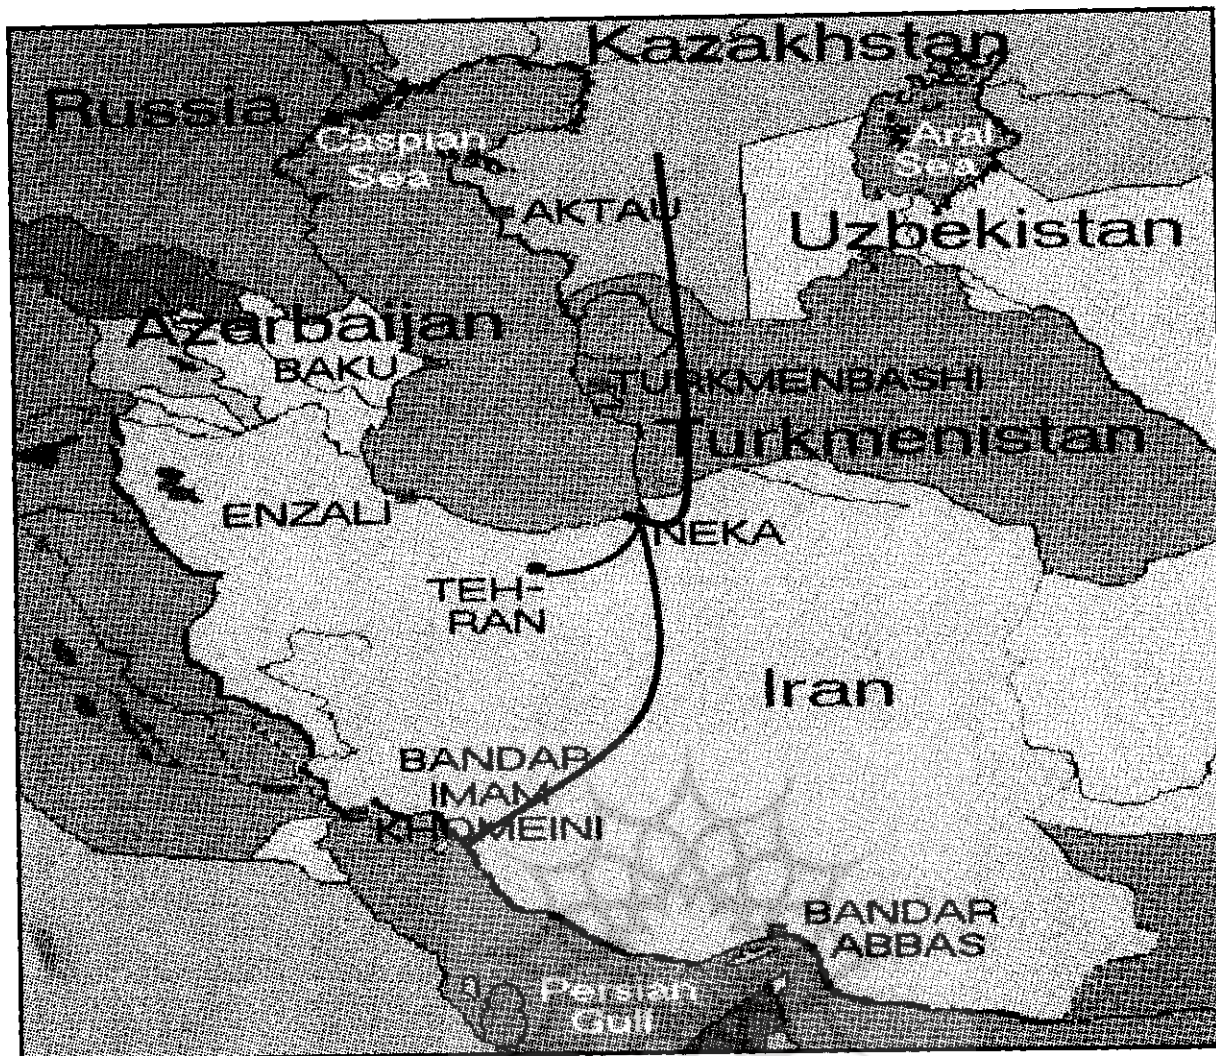 Kazakhstan
Russia
Caspian
Sea
Aral
Sea
AKTAU
Uzbekistan
Azerbaijan
BAKU
TURKMENBASHI
Turkmenistan
ENZALI
NEKA
TEH-
RAN
Iran
BANDAR
IMAM
KHOMEINI
BANDAR
ABBAS
Persian
Gulf